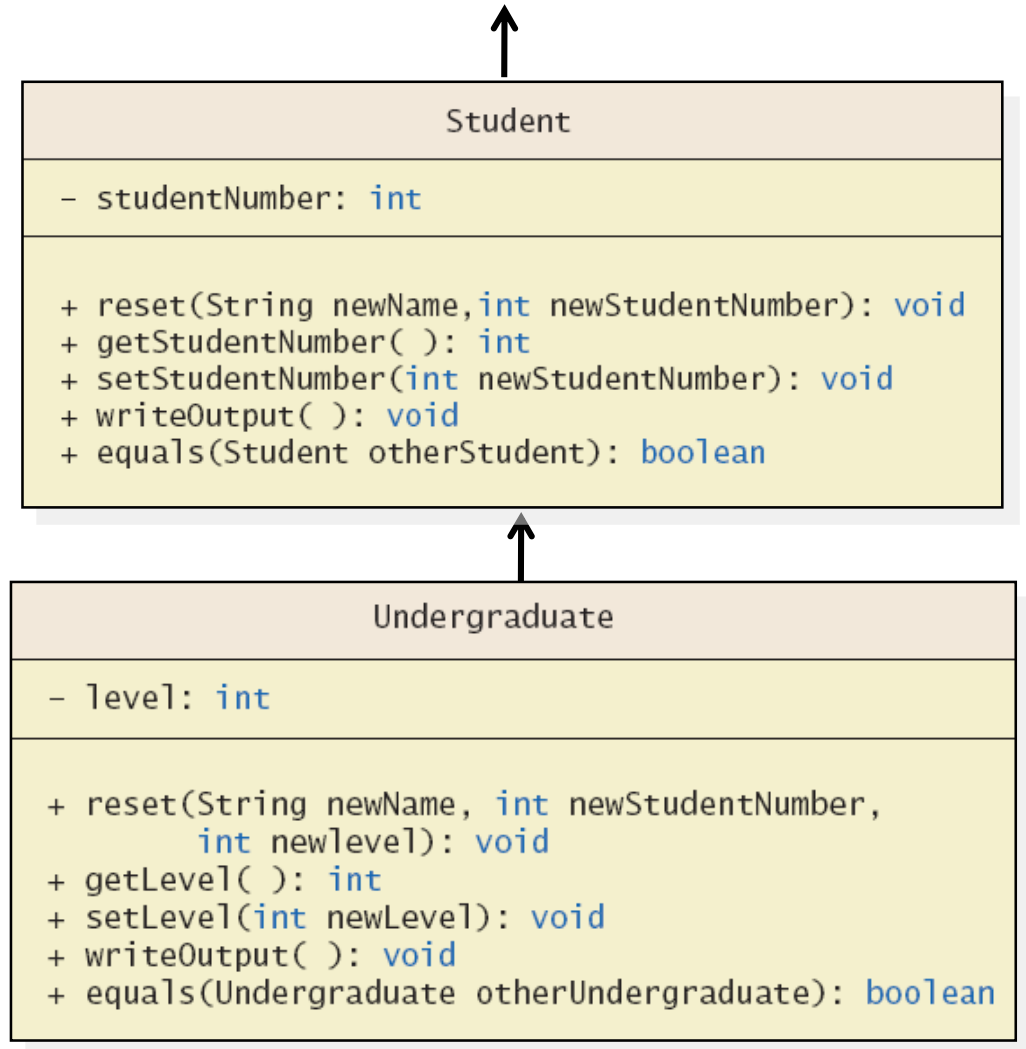 Student
– studentNumber: int
+ reset(String newName,int newStudentNumber): void
+ getStudentNumber( ): int
+ setStudentNumber(int newStudentNumber): void
+ writeOutput( ): void
+ equals(Student otherStudent): boolean
Undergraduate
– level: int
+ reset(String newName, int newStudentNumber,
int newlevel): void
+ getLevel( ): int
+ setLevel(int newLevel): void
+ writeOutput( ): void
+ equals(Undergraduate otherUndergraduate): boolean